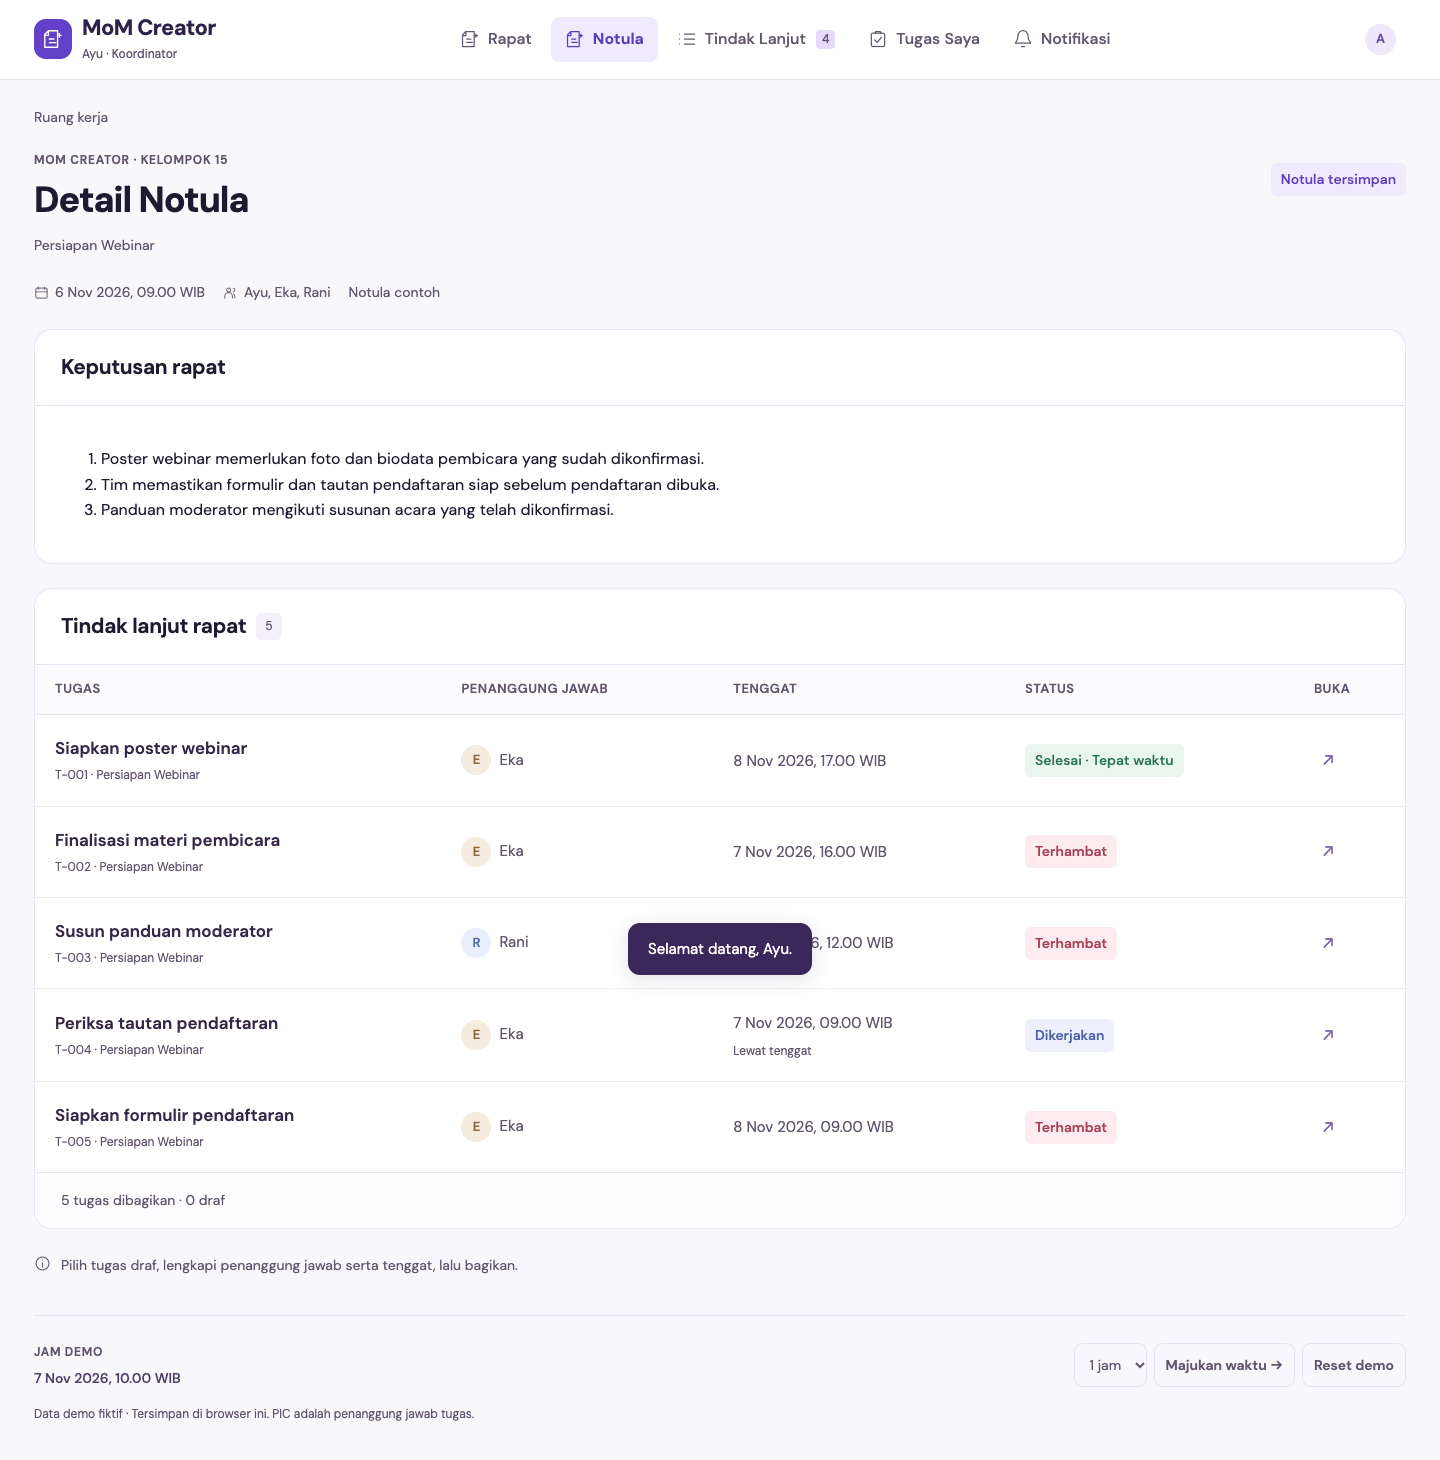 MoM Creator
Ayu · Koordinator
Rapat
Notula
Tindak Lanjut 4
Tugas Saya
Notifikasi
A
Ruang kerja
MOM CREATOR · KELOMPOK 15
Detail Notula
Notula tersimpan
Persiapan Webinar
6 Nov 2026, 09.00 WIB Ayu, Eka, Rani Notula contoh
Keputusan rapat
1. Poster webinar memerlukan foto dan biodata pembicara yang sudah dikonfirmasi.
2. Tim memastikan formulir dan tautan pendaftaran siap sebelum pendaftaran dibuka.
3. Panduan moderator mengikuti susunan acara yang telah dikonfirmasi.
Tindak lanjut rapat 5
TUGAS PENANGGUNG JAWAB TENGGAT STATUS BUKA
Siapkan poster webinar
T-001 · Persiapan Webinar
E Eka
8 Nov 2026, 17.00 WIB
Selesai · Tepat waktu
Finalisasi materi pembicara
T-002 · Persiapan Webinar
E Eka
7 Nov 2026, 16.00 WIB
Terhambat
Susun panduan moderator
T-003 · Persiapan Webinar
R Rani
6, 12.00 WIB
Terhambat
Selamat datang, Ayu.
Periksa tautan pendaftaran
T-004 · Persiapan Webinar
E Eka
7 Nov 2026, 09.00 WIB
Lewat tenggat
Dikerjakan
Siapkan formulir pendaftaran
T-005 · Persiapan Webinar
E Eka
8 Nov 2026, 09.00 WIB
Terhambat
5 tugas dibagikan · 0 draf
Pilih tugas draf, lengkapi penanggung jawab serta tenggat, lalu bagikan.
JAM DEMO
7 Nov 2026, 10.00 WIB
1 jam
Majukan waktu →
Reset demo
Data demo fiktif · Tersimpan di browser ini. PIC adalah penanggung jawab tugas.